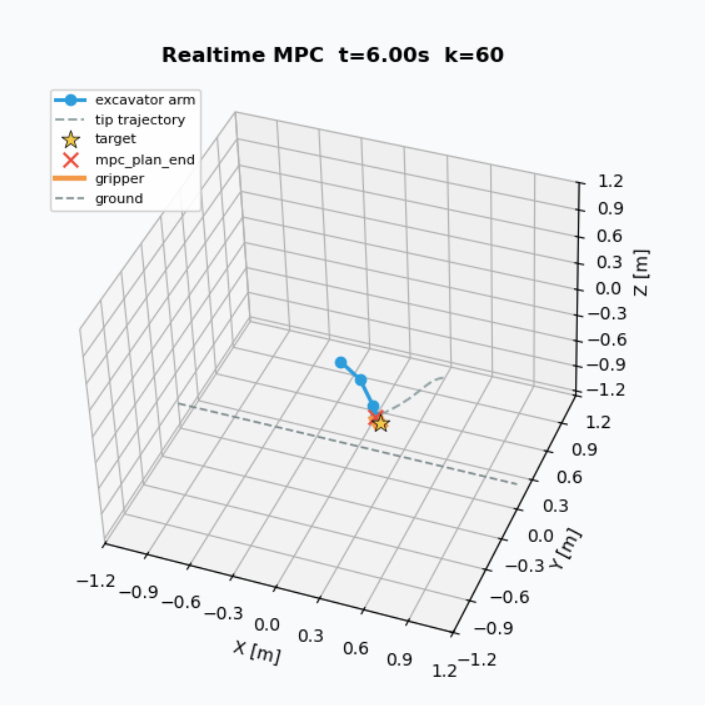 Realtime MPC  t=6.00s  k=60
excavator arm
tip trajectory
target
mpc_plan_end
gripper
ground
1.2
0.9
0.6
0.3
0.0
−0.3
−0.6
−0.9
−1.2
Z [m]
1.2
0.9
0.6
0.3
0.0
−0.3
−0.6
−0.9
−1.2
Y [m]
−1.2
−0.9
−0.6
−0.3
0.0
0.3
0.6
0.9
1.2
X [m]